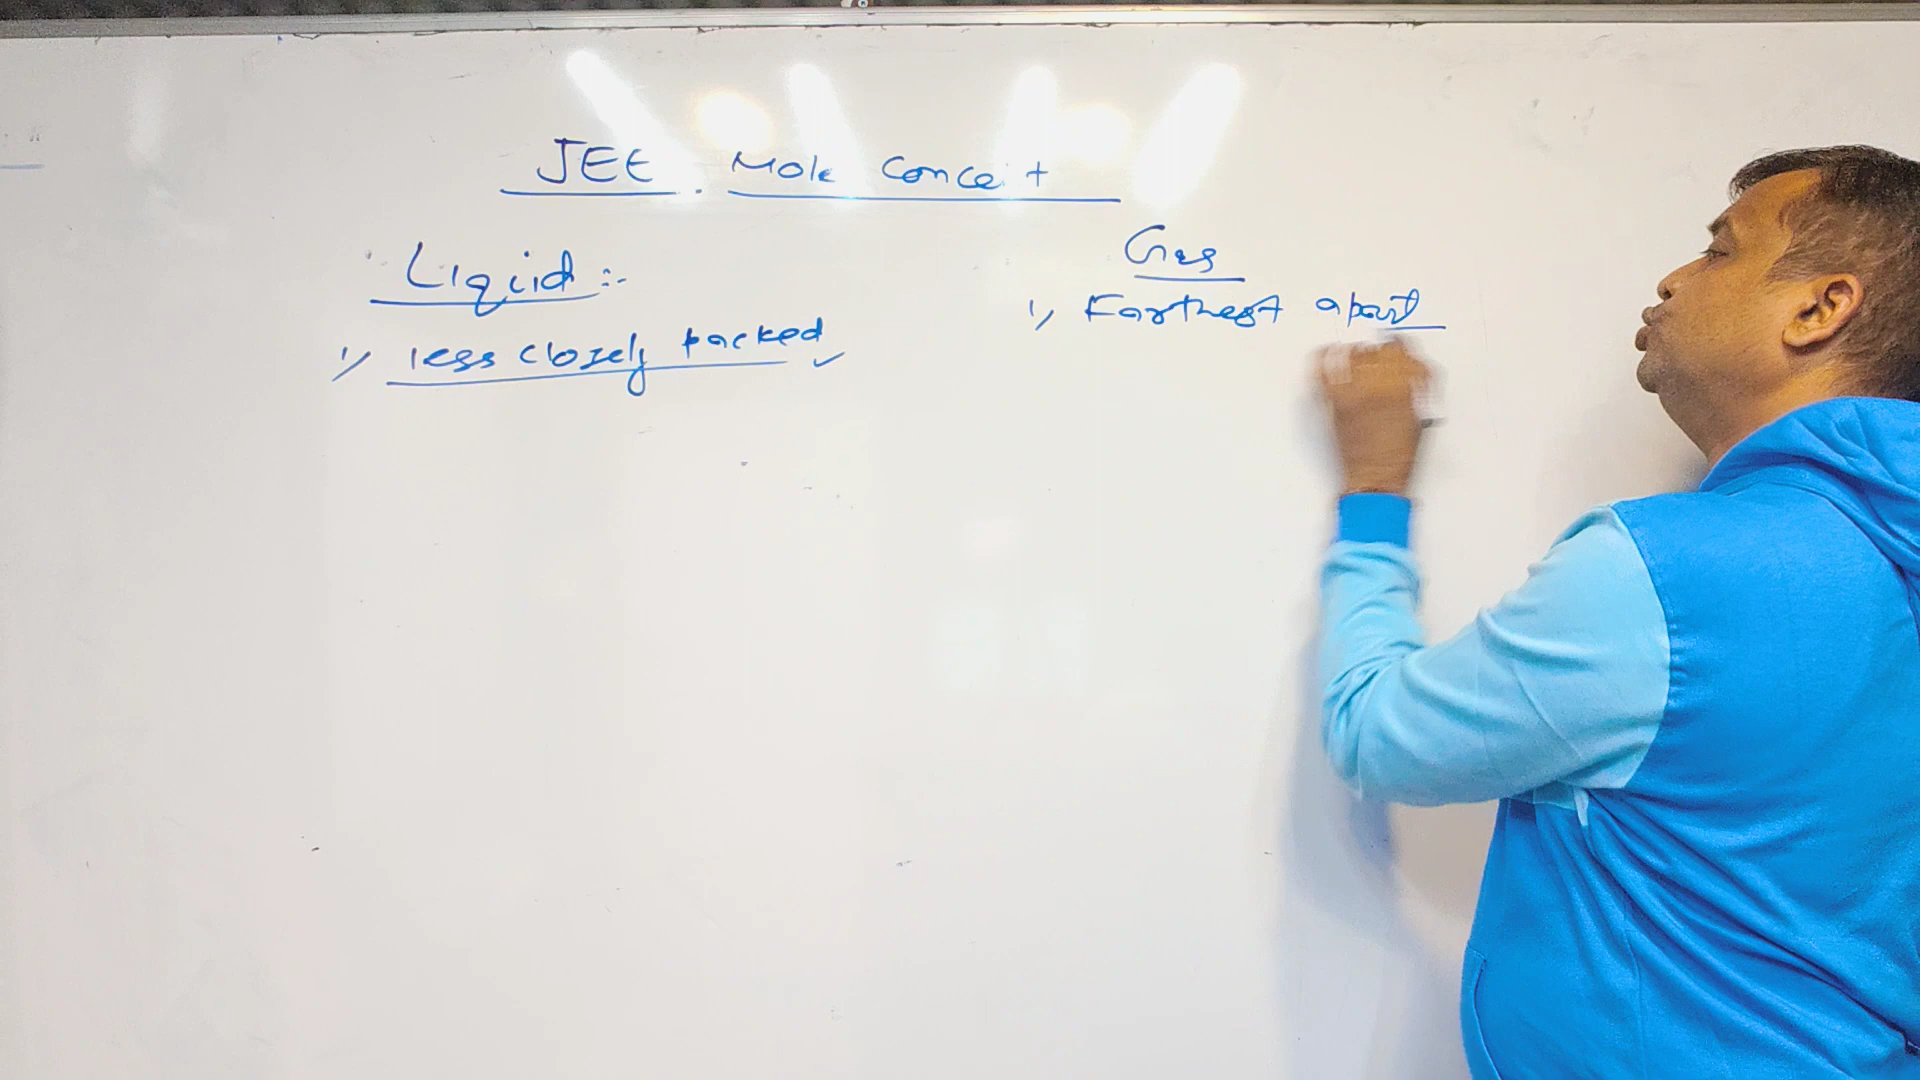 JEE. Mole Concept
Liquid :-
1) less closely packed
Gas
1) Farthest apart